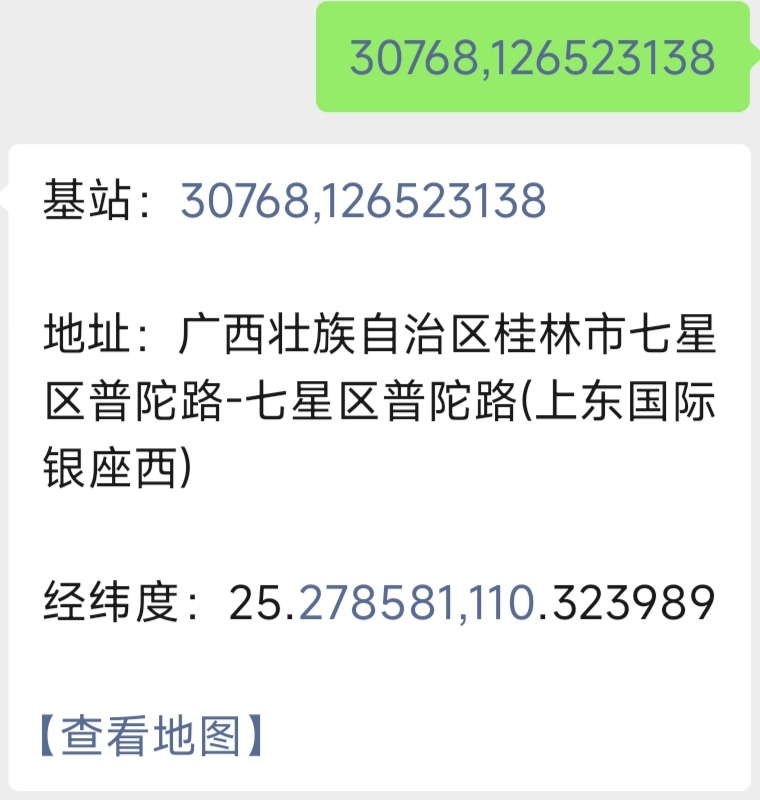 30768,126523138
基站：30768,126523138
地址：广西壮族自治区桂林市七星
区普陀路-七星区普陀路(上东国际
银座西)
经纬度：25.278581,110.323989
【查看地图】